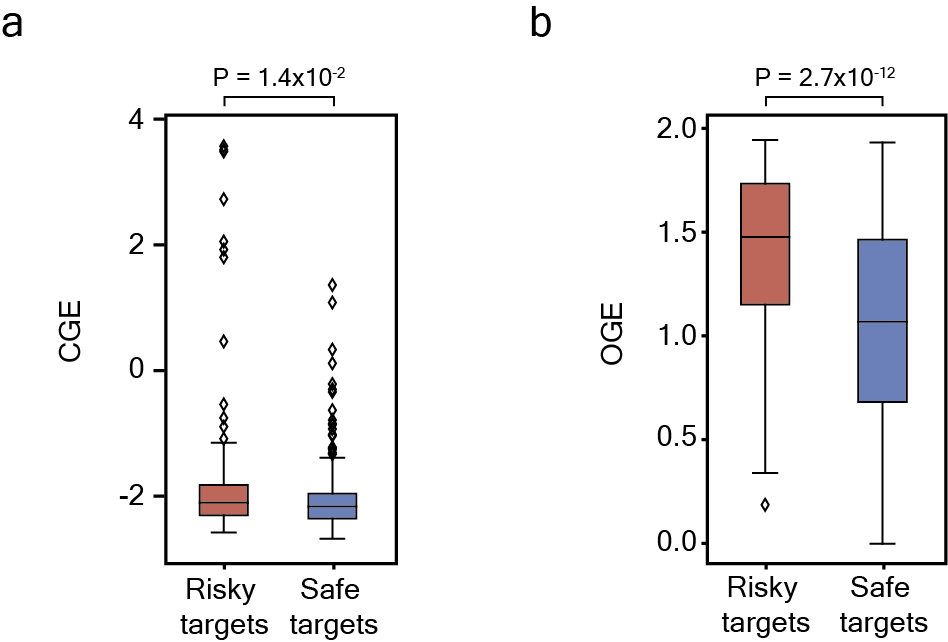 a
P = 1.4x10-2
4
2
0
-2
CGE
Risky
targets
Safe
targets
b
P = 2.7x10-12
2.0
1.5
1.0
0.5
0.0
OGE
Risky
targets
Safe
targets